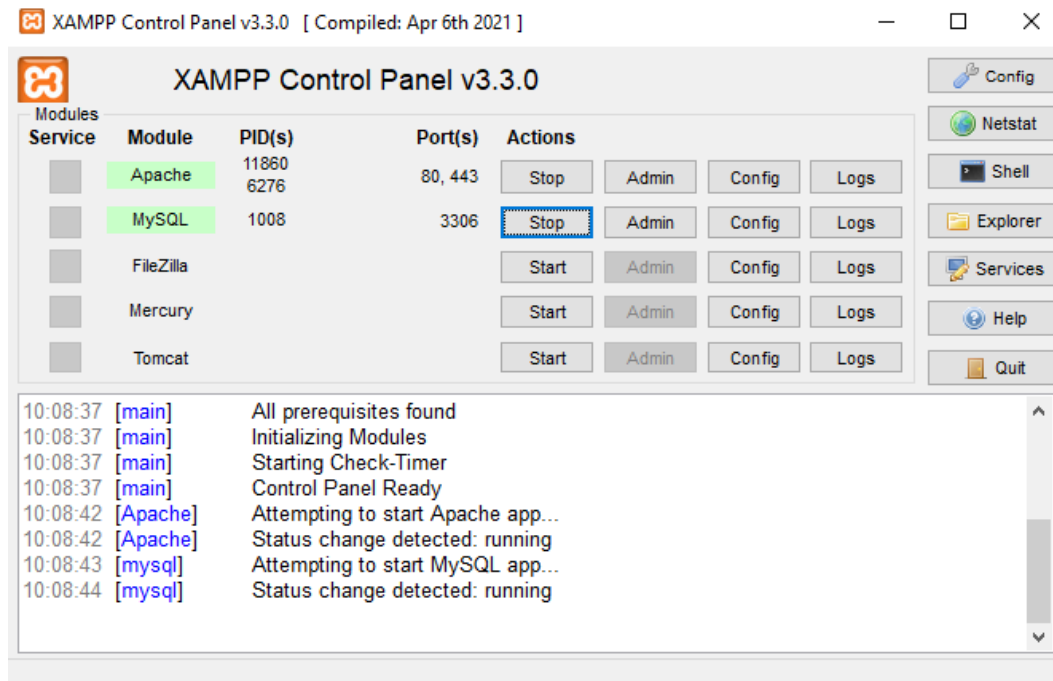 XAMPP Control Panel v3.3.0 [ Compiled: Apr 6th 2021 ]
XAMPP Control Panel v3.3.0
Config
Modules
Service Module PID(s) Port(s) Actions
Netstat
Apache 11860 6276 80, 443 Stop Admin Config Logs
Shell
MySQL 1008 3306 Stop Admin Config Logs
Explorer
FileZilla Start Admin Config Logs
Services
Mercury Start Admin Config Logs
Help
Tomcat Start Admin Config Logs
Quit
10:08:37 [main] All prerequisites found
10:08:37 [main] Initializing Modules
10:08:37 [main] Starting Check-Timer
10:08:37 [main] Control Panel Ready
10:08:42 [Apache] Attempting to start Apache app...
10:08:42 [Apache] Status change detected: running
10:08:43 [mysql] Attempting to start MySQL app...
10:08:44 [mysql] Status change detected: running